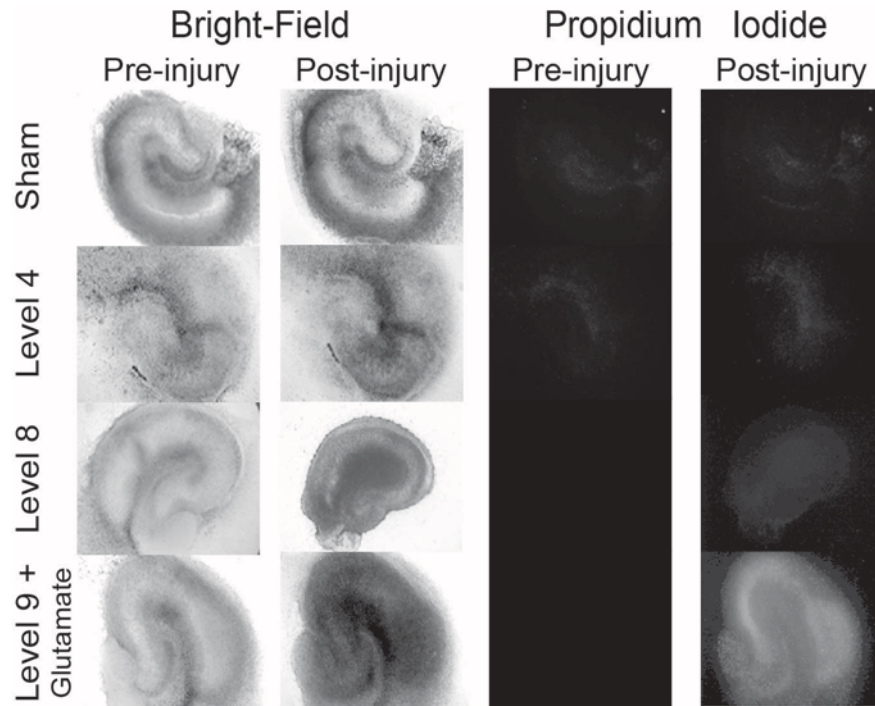 Bright-Field Propidium Iodide
Pre-injury Post-injury Pre-injury Post-injury
Sham
Level 4
Level 8
Level 9 +
Glutamate